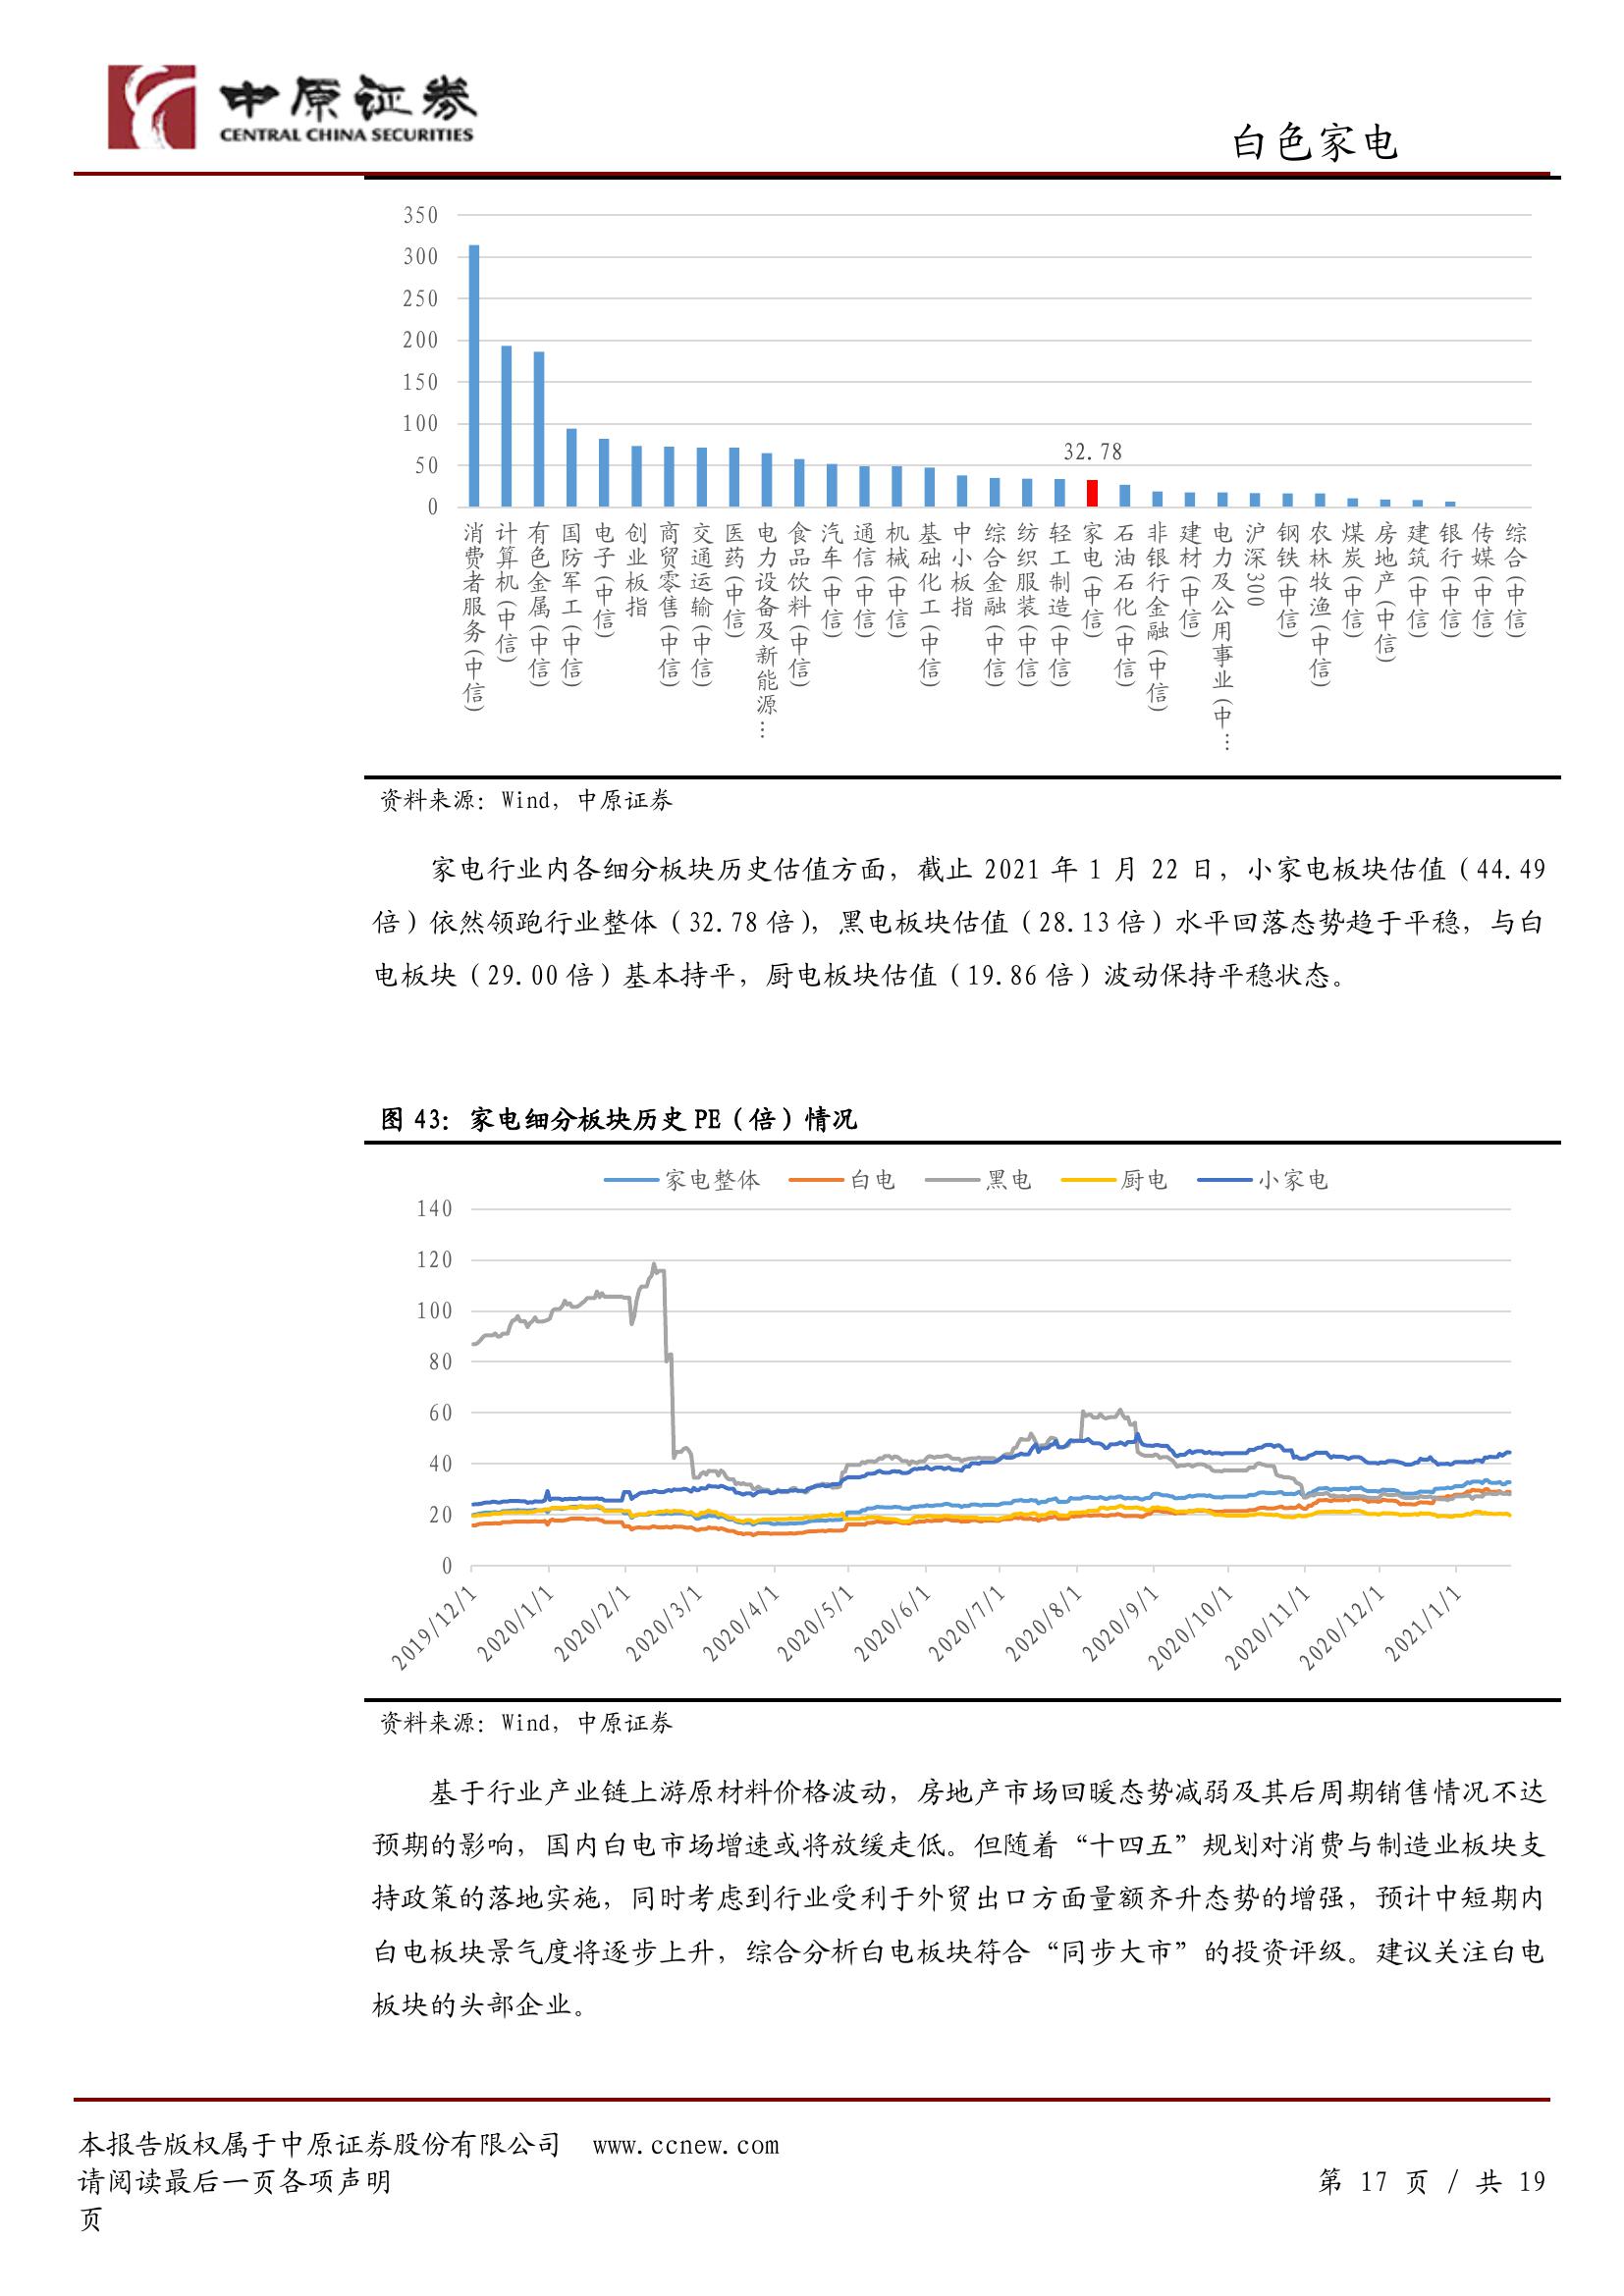 中原证券
CENTRAL CHINA SECURITIES
白色家电
350
300
250
200
150
100
50
0
32.78
消费者服务(中信)
计算机(中信)
有色金属(中信)
国防军工(中信)
电子(中信)
创业板指
商贸零售(中信)
交通运输(中信)
医药(中信)
电力设备及新能源…
食品饮料(中信)
汽车(中信)
通信(中信)
机械(中信)
基础化工(中信)
中小板指
综合金融(中信)
纺织服装(中信)
轻工制造(中信)
家电(中信)
石油石化(中信)
非银行金融(中信)
建材(中信)
电力及公用事业(中…
沪深300
钢铁(中信)
农林牧渔(中信)
煤炭(中信)
房地产(中信)
建筑(中信)
银行(中信)
传媒(中信)
综合(中信)
资料来源：Wind，中原证券
家电行业内各细分板块历史估值方面，截止 2021 年 1 月 22 日，小家电板块估值（44.49
倍）依然领跑行业整体（32.78 倍），黑电板块估值（28.13 倍）水平回落态势趋于平稳，与白
电板块（29.00 倍）基本持平，厨电板块估值（19.86 倍）波动保持平稳状态。
图 43：家电细分板块历史 PE（倍）情况
家电整体 白电 黑电 厨电 小家电
140
120
100
80
60
40
20
0
2019/12/1
2020/1/1
2020/2/1
2020/3/1
2020/4/1
2020/5/1
2020/6/1
2020/7/1
2020/8/1
2020/9/1
2020/10/1
2020/11/1
2020/12/1
2021/1/1
资料来源：Wind，中原证券
基于行业产业链上游原材料价格波动，房地产市场回暖态势减弱及其后周期销售情况不达
预期的影响，国内白电市场增速或将放缓走低。但随着“十四五”规划对消费与制造业板块支
持政策的落地实施，同时考虑到行业受利于外贸出口方面量额齐升态势的增强，预计中短期内
白电板块景气度将逐步上升，综合分析白电板块符合“同步大市”的投资评级。建议关注白电
板块的头部企业。
本报告版权属于中原证券股份有限公司 www.ccnew.com
请阅读最后一页各项声明 第 17 页 / 共 19
页